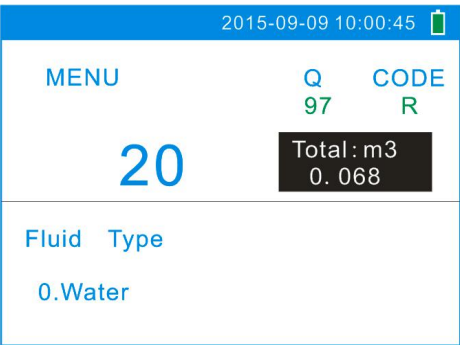 2015-09-09 10:00:45
MENU Q CODE
97 R
20 Total: m3
0. 068
Fluid Type
0.Water